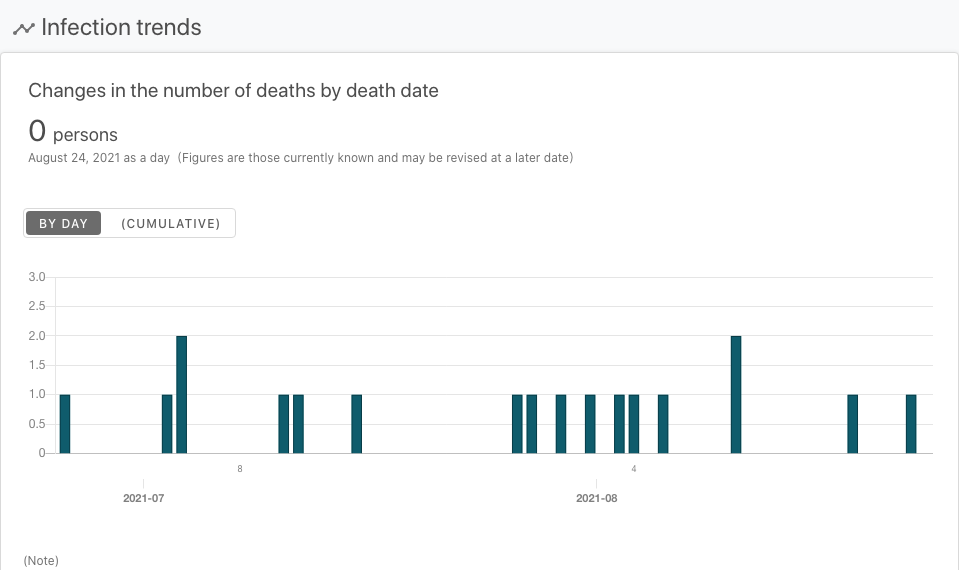 Infection trends
Changes in the number of deaths by death date
0 persons
August 24, 2021 as a day (Figures are those currently known and may be revised at a later date)
BY DAY (CUMULATIVE)
3.0
2.5
2.0
1.5
1.0
0.5
0
8 4
2021-07 2021-08
(Note)